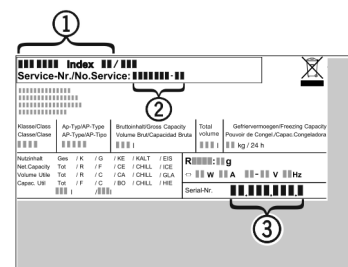 1
Index /
Service-Nr./No.Service: -
2
Klasse/Class Ap-Typ/AP-Type Bruttoinhalt/Gross Capacity Total Gefriervermoegen/Freezing Capacity
Classe/Clase AP-Type/AP-Tipo Volume Brut/Capacidad Bruta volume Pouvoir de Congel./Capac.Congeladora
l l kg / 24 h
Nutzinhalt Ges / K / G / KE / KALT / EIS
Net.Capacity Tot / R / F / CE / CHILL / ICE
Volume Utile Tot / R / C / CA / CHILL / GLA
Capac. Util Tot / F / C / BO / CHILL / HIE
l / l
R : g
W A - V Hz
Serial-Nr. . . .
3